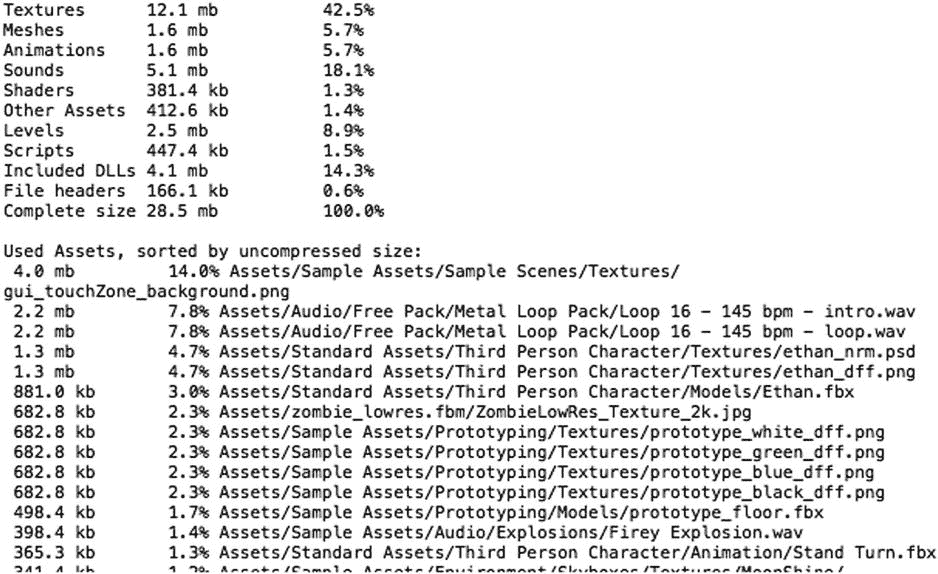 Textures 12.1 mb 42.5%
Meshes 1.6 mb 5.7%
Animations 1.6 mb 5.7%
Sounds 5.1 mb 18.1%
Shaders 381.4 kb 1.3%
Other Assets 412.6 kb 1.4%
Levels 2.5 mb 8.9%
Scripts 447.4 kb 1.5%
Included DLLs 4.1 mb 14.3%
File headers 166.1 kb 0.6%
Complete size 28.5 mb 100.0%
Used Assets, sorted by uncompressed size:
4.0 mb 14.0% Assets/Sample Assets/Sample Scenes/Textures/
gui_touchZone_background.png
2.2 mb 7.8% Assets/Audio/Free Pack/Metal Loop Pack/Loop 16 – 145 bpm – intro.wav
2.2 mb 7.8% Assets/Audio/Free Pack/Metal Loop Pack/Loop 16 – 145 bpm – loop.wav
1.3 mb 4.7% Assets/Standard Assets/Third Person Character/Textures/ethan_nrm.psd
1.3 mb 4.7% Assets/Standard Assets/Third Person Character/Textures/ethan_dff.png
881.0 kb 3.0% Assets/Standard Assets/Third Person Character/Models/Ethan.fbx
682.8 kb 2.3% Assets/zombie_lowres.fbm/ZombieLowRes_Texture_2k.jpg
682.8 kb 2.3% Assets/Sample Assets/Prototyping/Textures/prototype_white_dff.png
682.8 kb 2.3% Assets/Sample Assets/Prototyping/Textures/prototype_green_dff.png
682.8 kb 2.3% Assets/Sample Assets/Prototyping/Textures/prototype_blue_dff.png
682.8 kb 2.3% Assets/Sample Assets/Prototyping/Textures/prototype_black_dff.png
498.4 kb 1.7% Assets/Sample Assets/Prototyping/Models/prototype_floor.fbx
398.4 kb 1.4% Assets/Sample Assets/Audio/Explosions/Firey Explosion.wav
365.3 kb 1.3% Assets/Standard Assets/Third Person Character/Animation/Stand Turn.fbx
341.4 kb 1.2% Assets/Sample Assets/Environment/Skyboxes/Textures/MoonShine/